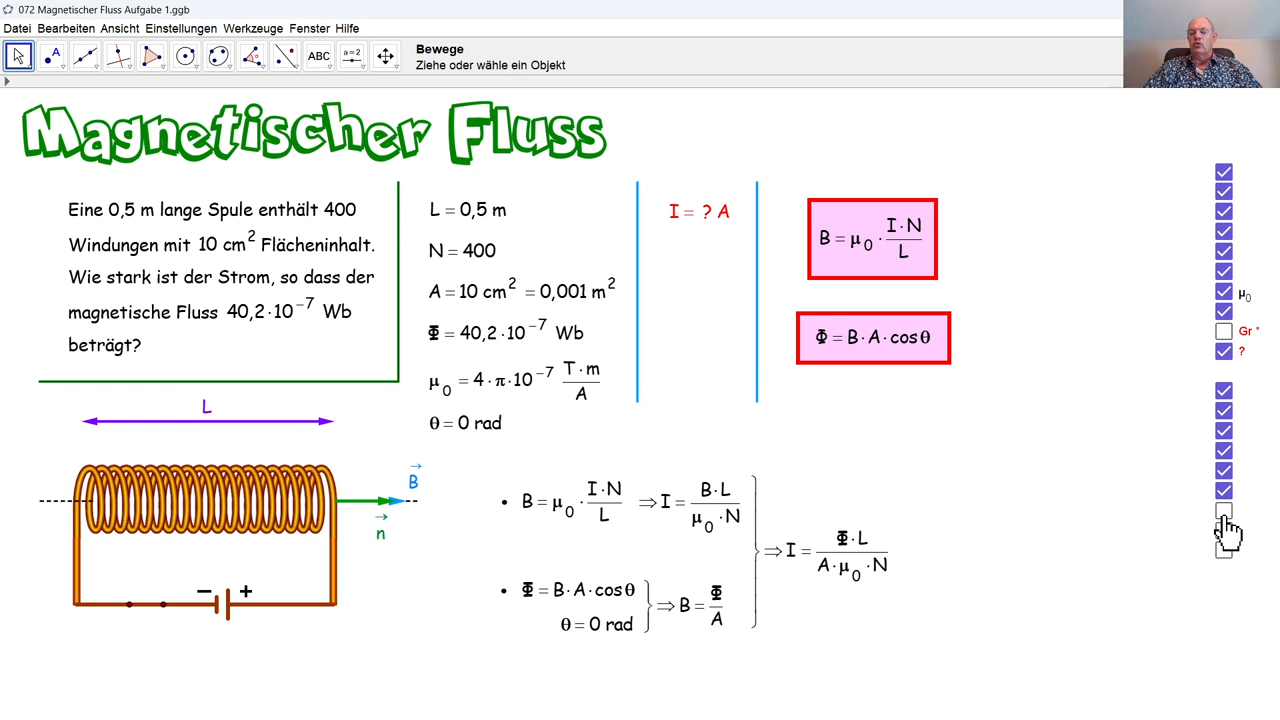 072 Magnetischer Fluss Aufgabe 1.ggb
Datei Bearbeiten Ansicht Einstellungen Werkzeuge Fenster Hilfe
A
ABC
a=2
Bewege
Ziehe oder wähle ein Objekt
Magnetischer Fluss
Eine 0,5 m lange Spule enthält 400
Windungen mit 10 cm² Flächeninhalt.
Wie stark ist der Strom, so dass der
magnetische Fluss 40,2·10⁻⁷ Wb
beträgt?
L = 0,5 m
N = 400
A = 10 cm² = 0,001 m²
Φ = 40,2·10⁻⁷ Wb
μ₀ = 4·π·10⁻⁷ T·m/A
θ = 0 rad
I = ? A
B = μ₀ · I·N/L
Φ = B·A·cosθ
μ₀
Gr *
?
L
B⃗
n⃗
− +
• B = μ₀ · I·N/L ⇒ I = B·L/μ₀·N
• Φ = B·A·cosθ
θ = 0 rad
⇒ B = Φ/A
⇒ I = Φ·L/A·μ₀·N